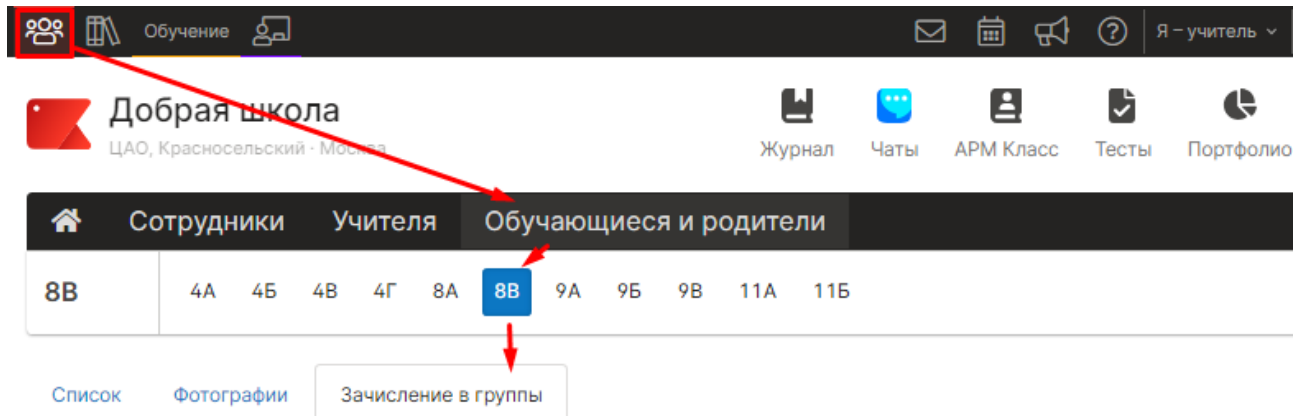 Обучение
Я – учитель
Добрая школа
ЦАО, Красносельский · Москва
Журнал Чаты АРМ Класс Тесты Портфолио
Сотрудники Учителя Обучающиеся и родители
8В 4А 4Б 4В 4Г 8А 8В 9А 9Б 9В 11А 11Б
Список Фотографии Зачисление в группы